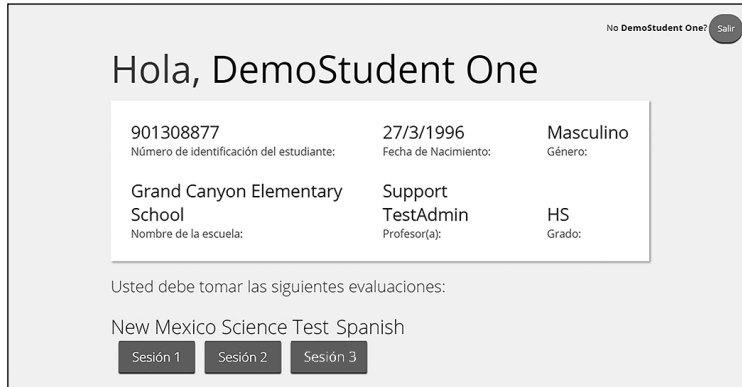 No DemoStudent One? Salir
Hola, DemoStudent One
901308877 27/3/1996 Masculino
Número de identificación del estudiante: Fecha de Nacimiento: Género:
Grand Canyon Elementary Support
School TestAdmin HS
Nombre de la escuela: Profesor(a): Grado:
Usted debe tomar las siguientes evaluaciones:
New Mexico Science Test Spanish
Sesión 1 Sesión 2 Sesión 3